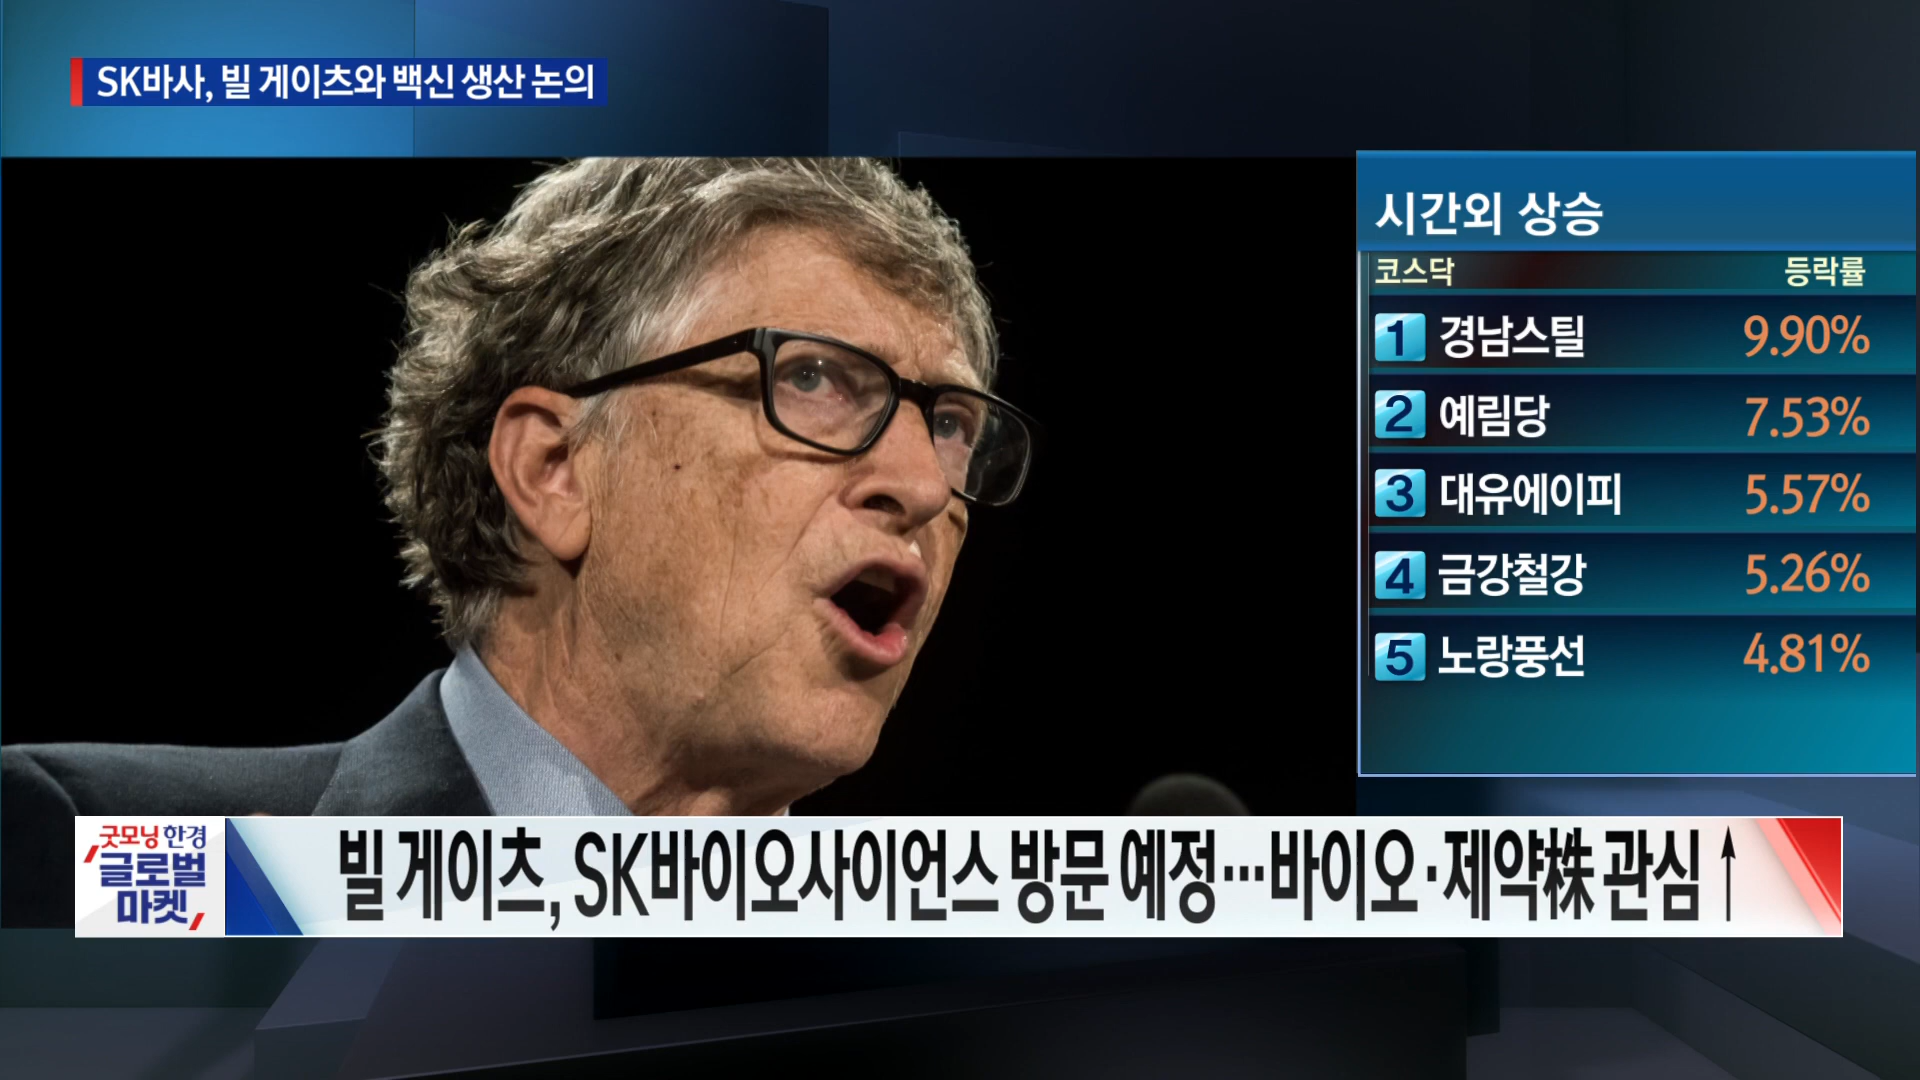 SK바사, 빌 게이츠와 백신 생산 논의
시간외 상승
코스닥 등락률
1 경남스틸 9.90%
2 예림당 7.53%
3 대유에이피 5.57%
4 금강철강 5.26%
5 노랑풍선 4.81%
굿모닝 한경
글로벌
마켓
빌 게이츠, SK바이오사이언스 방문 예정…바이오·제약株 관심↑